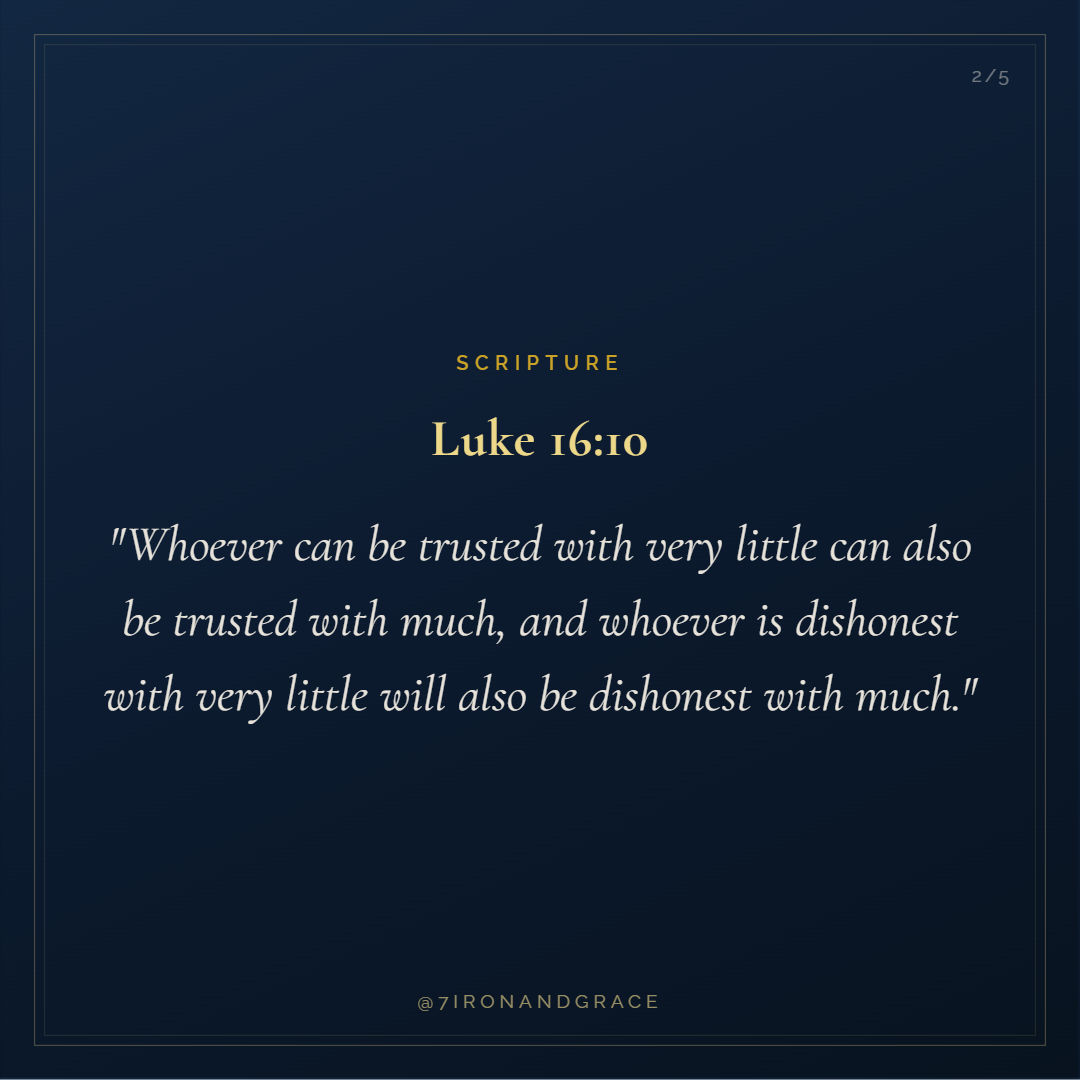 2/5
SCRIPTURE
Luke 16:10
"Whoever can be trusted with very little can also
be trusted with much, and whoever is dishonest
with very little will also be dishonest with much."
@7IRONANDGRACE